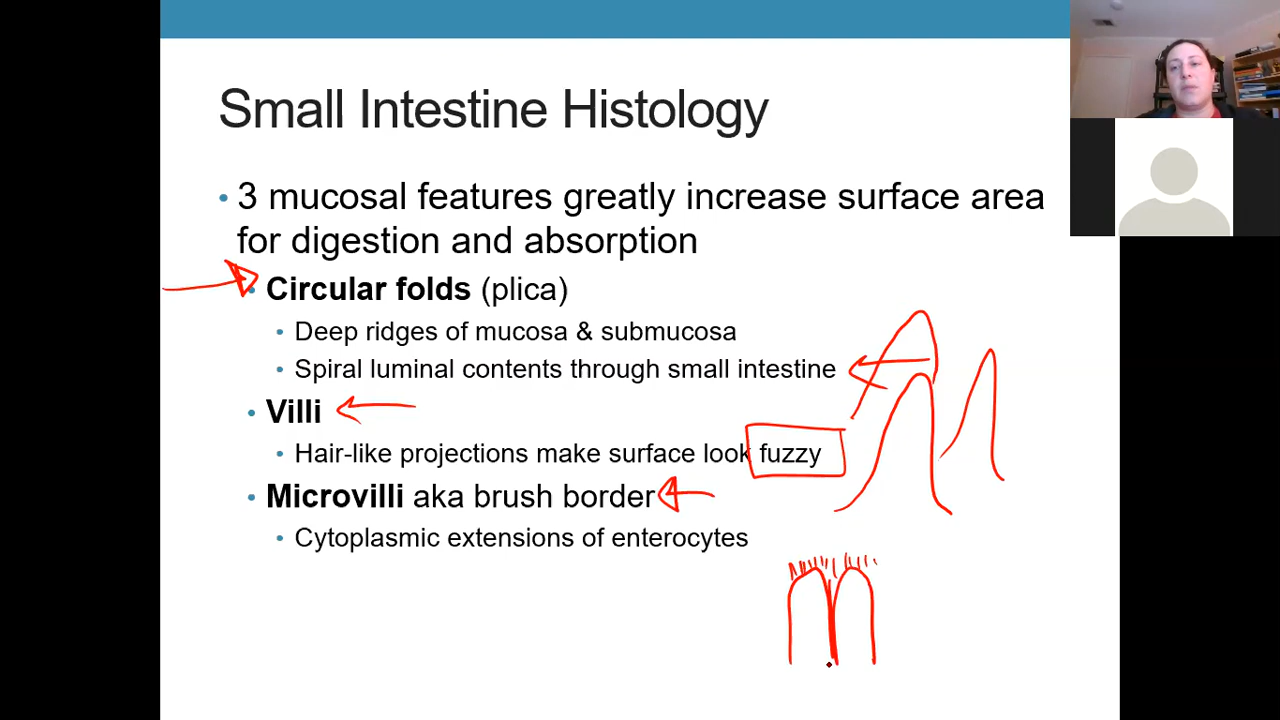 Small Intestine Histology
• 3 mucosal features greatly increase surface area
for digestion and absorption
• Circular folds (plica)
• Deep ridges of mucosa & submucosa
• Spiral luminal contents through small intestine
• Villi
• Hair-like projections make surface look fuzzy
• Microvilli aka brush border
• Cytoplasmic extensions of enterocytes